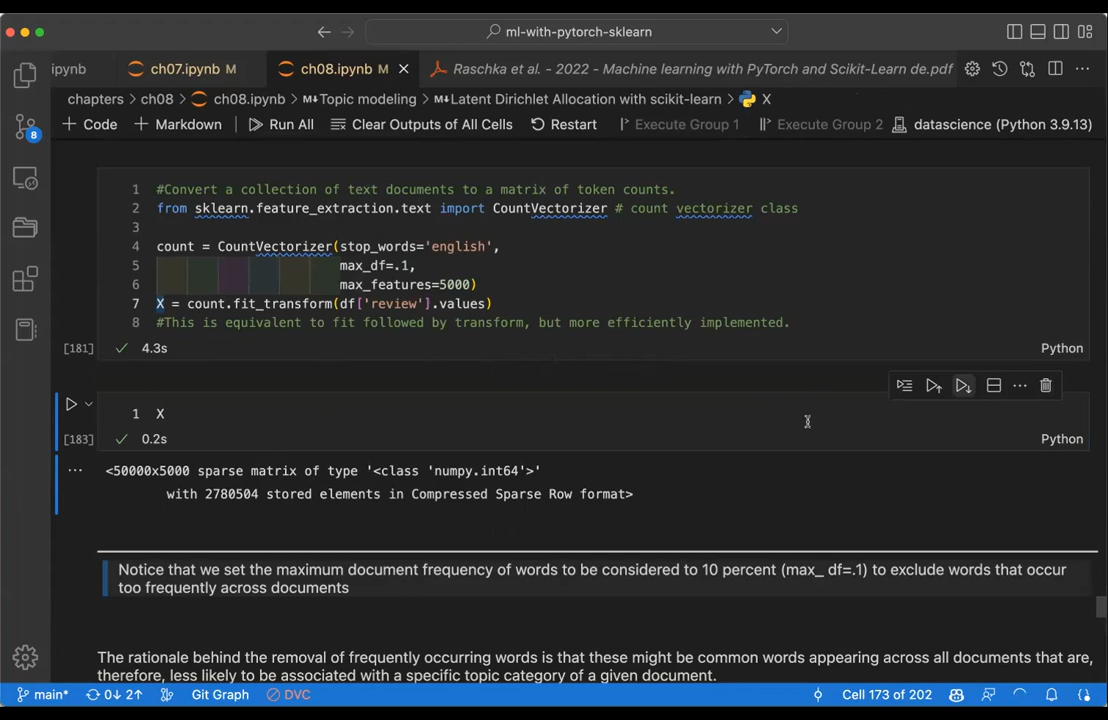 ml-with-pytorch-sklearn
ipynb
ch07.ipynb M
ch08.ipynb M
Raschka et al. - 2022 - Machine learning with PyTorch and Scikit-Learn de.pdf
chapters > ch08 > ch08.ipynb > M↓Topic modeling > M↓Latent Dirichlet Allocation with scikit-learn > X
+ Code + Markdown Run All Clear Outputs of All Cells Restart Execute Group 1 Execute Group 2 datascience (Python 3.9.13)
8
1 #Convert a collection of text documents to a matrix of token counts.
2 from sklearn.feature_extraction.text import CountVectorizer # count vectorizer class
3
4 count = CountVectorizer(stop_words='english',
5 max_df=.1,
6 max_features=5000)
7 X = count.fit_transform(df['review'].values)
8 #This is equivalent to fit followed by transform, but more efficiently implemented.
[181] 4.3s Python
1 X
[183] 0.2s Python
<50000x5000 sparse matrix of type '<class 'numpy.int64'>'
with 2780504 stored elements in Compressed Sparse Row format>
Notice that we set the maximum document frequency of words to be considered to 10 percent (max_ df=.1) to exclude words that occur
too frequently across documents
The rationale behind the removal of frequently occurring words is that these might be common words appearing across all documents that are,
therefore, less likely to be associated with a specific topic category of a given document.
main* 0↓ 2↑ Git Graph DVC Cell 173 of 202